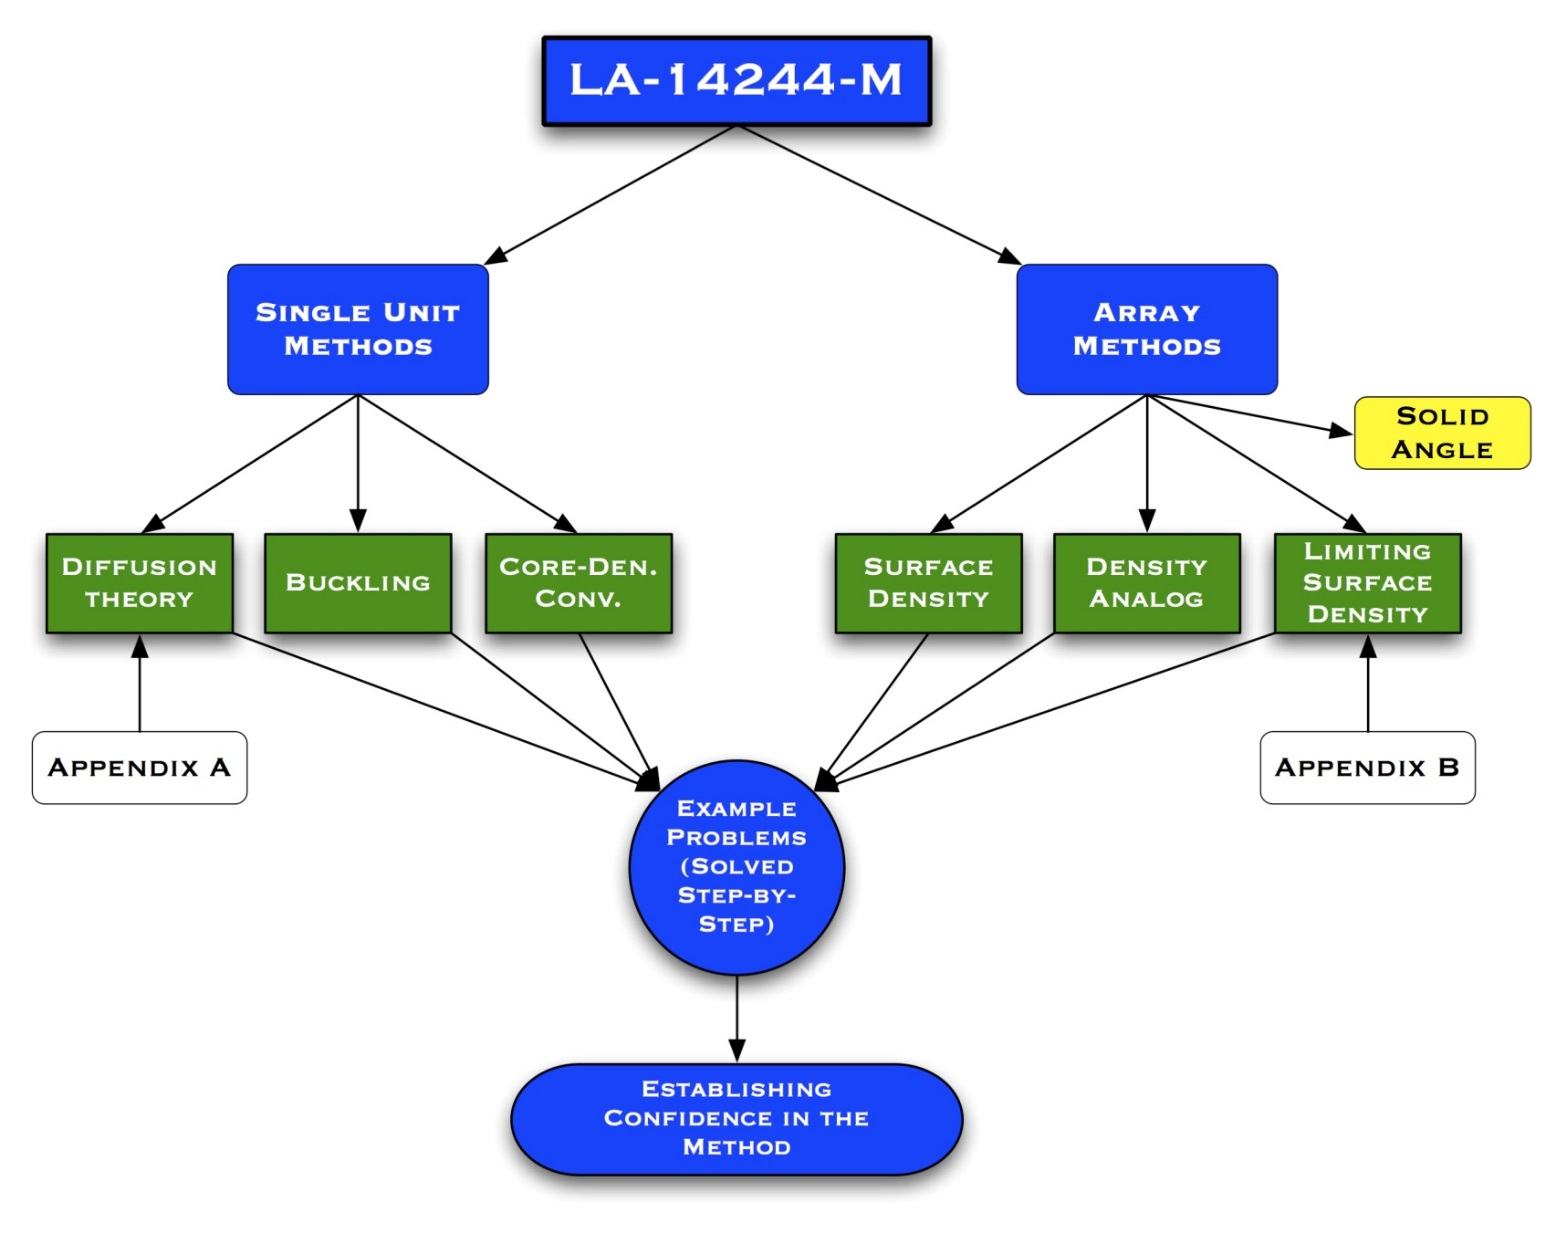 LA-14244-M
Single Unit
Methods
Array
Methods
Solid
Angle
Diffusion
theory
Buckling
Core-Den.
Conv.
Surface
Density
Density
Analog
Limiting
Surface
Density
Appendix A
Appendix B
Example
Problems
(Solved
Step-by-
Step)
Establishing
Confidence in the
Method